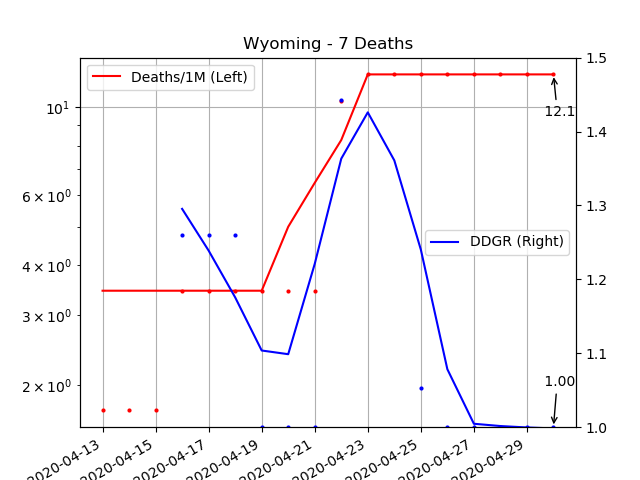 Wyoming - 7 Deaths
Deaths/1M (Left)
DDGR (Right)
12.1
1.00
10^1
6 × 10^0
4 × 10^0
3 × 10^0
2 × 10^0
1.5
1.4
1.3
1.2
1.1
1.0
2020-04-13
2020-04-15
2020-04-17
2020-04-19
2020-04-21
2020-04-23
2020-04-25
2020-04-27
2020-04-29